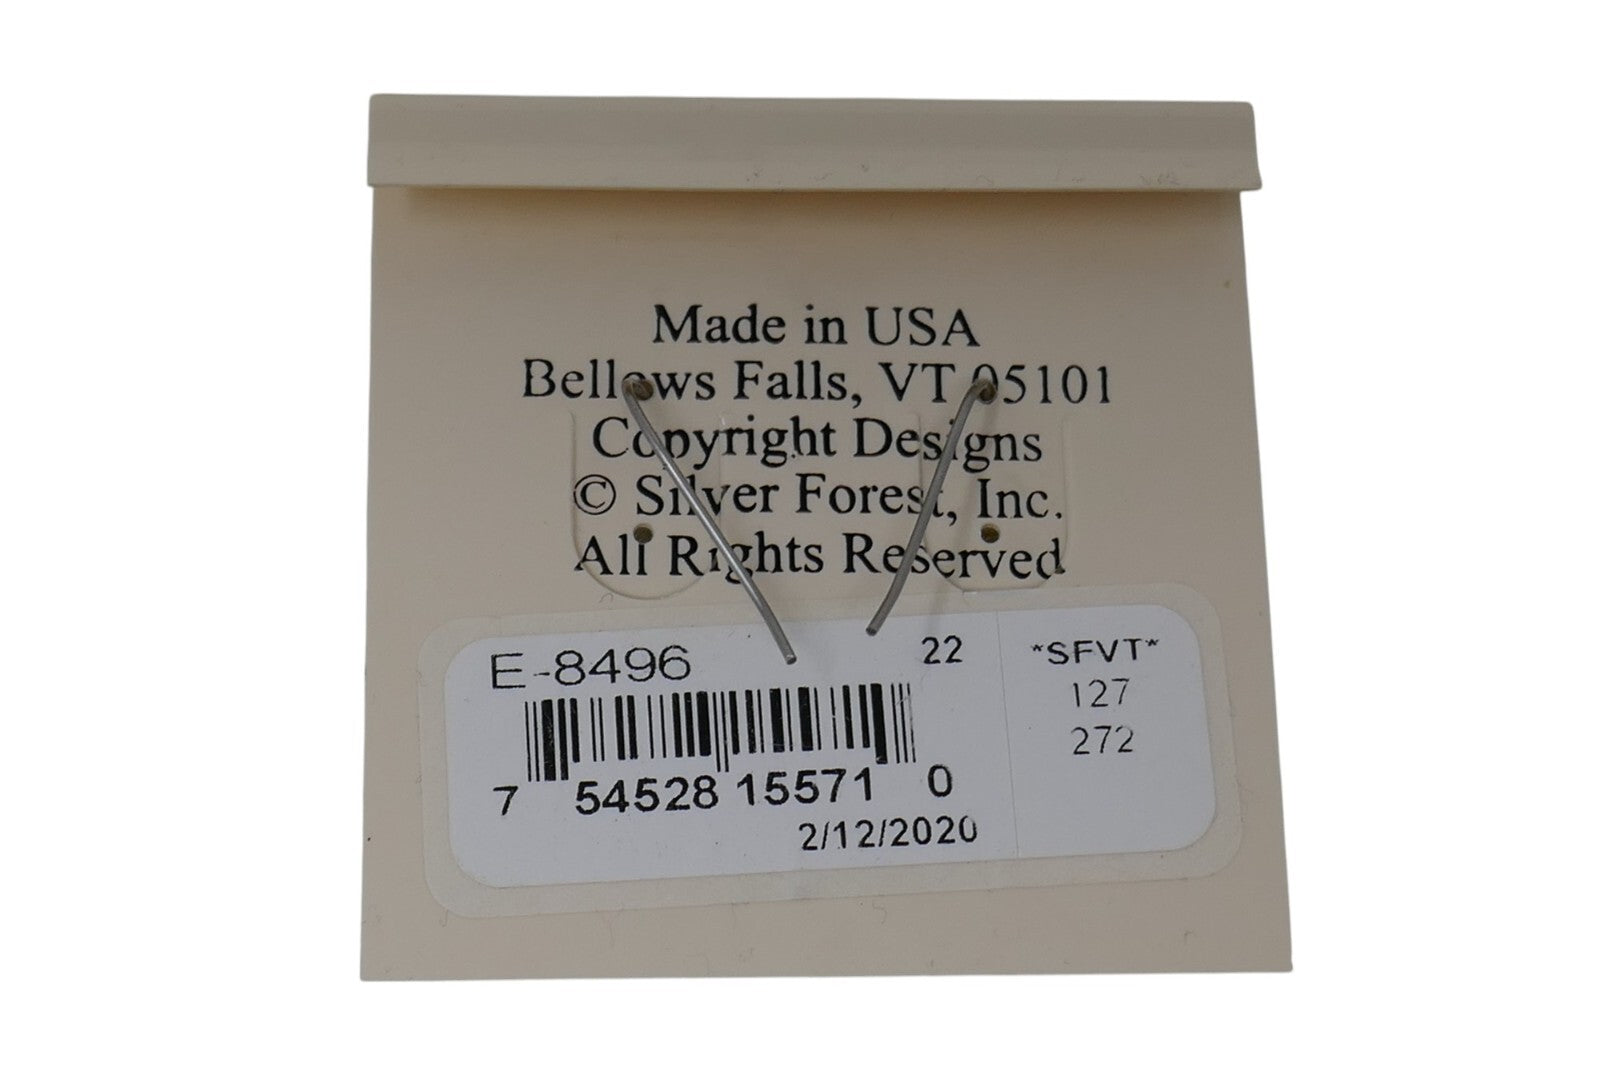 Made in USA
Bellows Falls, VT 05101
Copyright Designs
© Silver Forest, Inc.
All Rights Reserved
E-8496 22
7 54528 15571 0
2/12/2020
*SFVT*
127
272